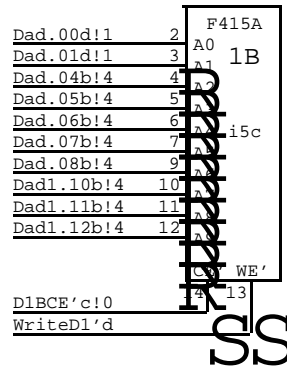 F415A
Dad.00d!1 2 A0 1B
Dad.01d!1 3 A1
Dad.04b!4 4 A2
Dad.05b!4 5
Dad.06b!4 6 i5c
Dad.07b!4 7
Dad.08b!4 9
Dad1.10b!4 10
Dad1.11b!4 11
Dad1.12b!4 12
WE'
14 13
D1BCE'c!0
WriteD1'd
SS